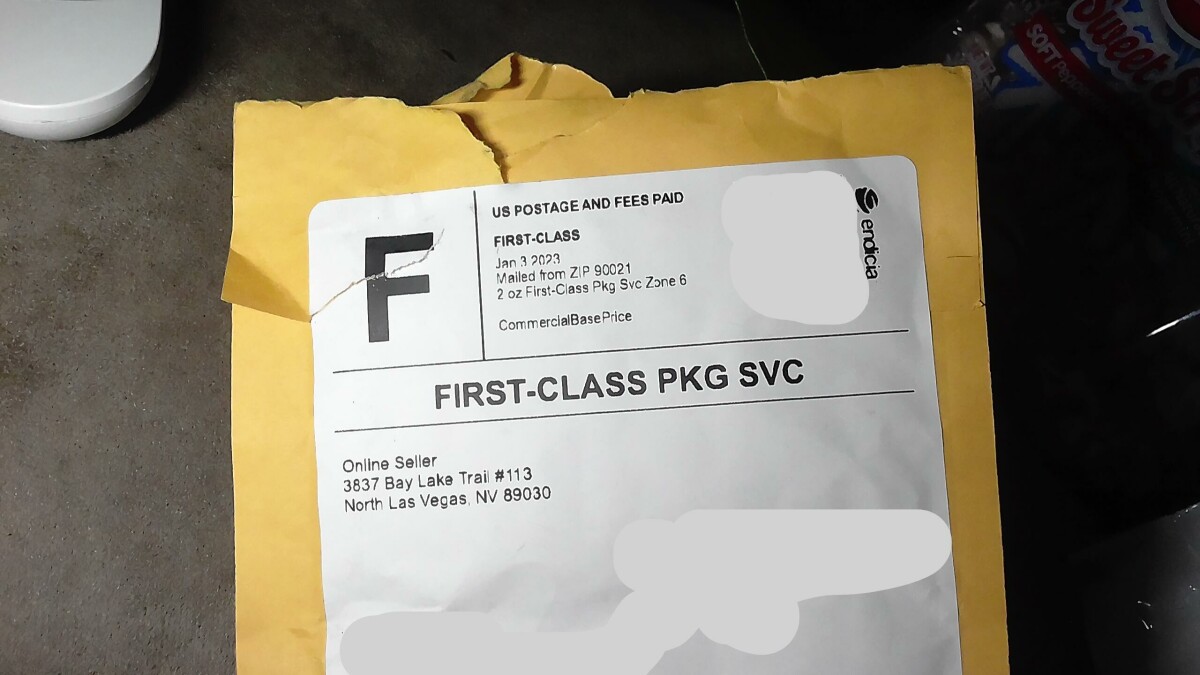 F
US POSTAGE AND FEES PAID
FIRST-CLASS
Jan 3 2023
Mailed from ZIP 90021
2 oz First-Class Pkg Svc Zone 6
CommercialBasePrice
endicia
FIRST-CLASS PKG SVC
Online Seller
3837 Bay Lake Trail #113
North Las Vegas, NV 89030
Sweet
SOFT